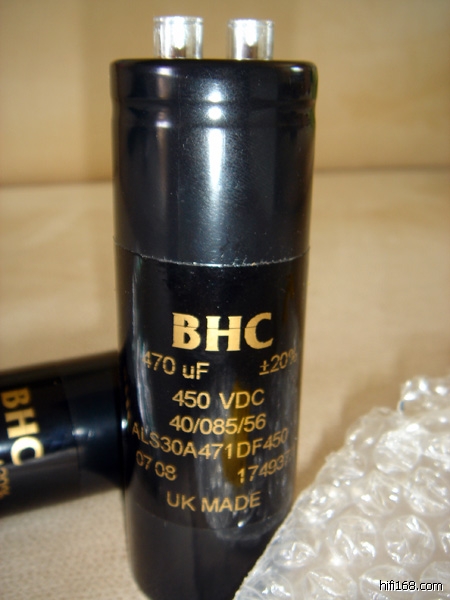 BHC
470 uF ±20%
450 VDC
40/085/56
ALS30A471DF450
07 08 174937
UK MADE
BHC
hifi168.com